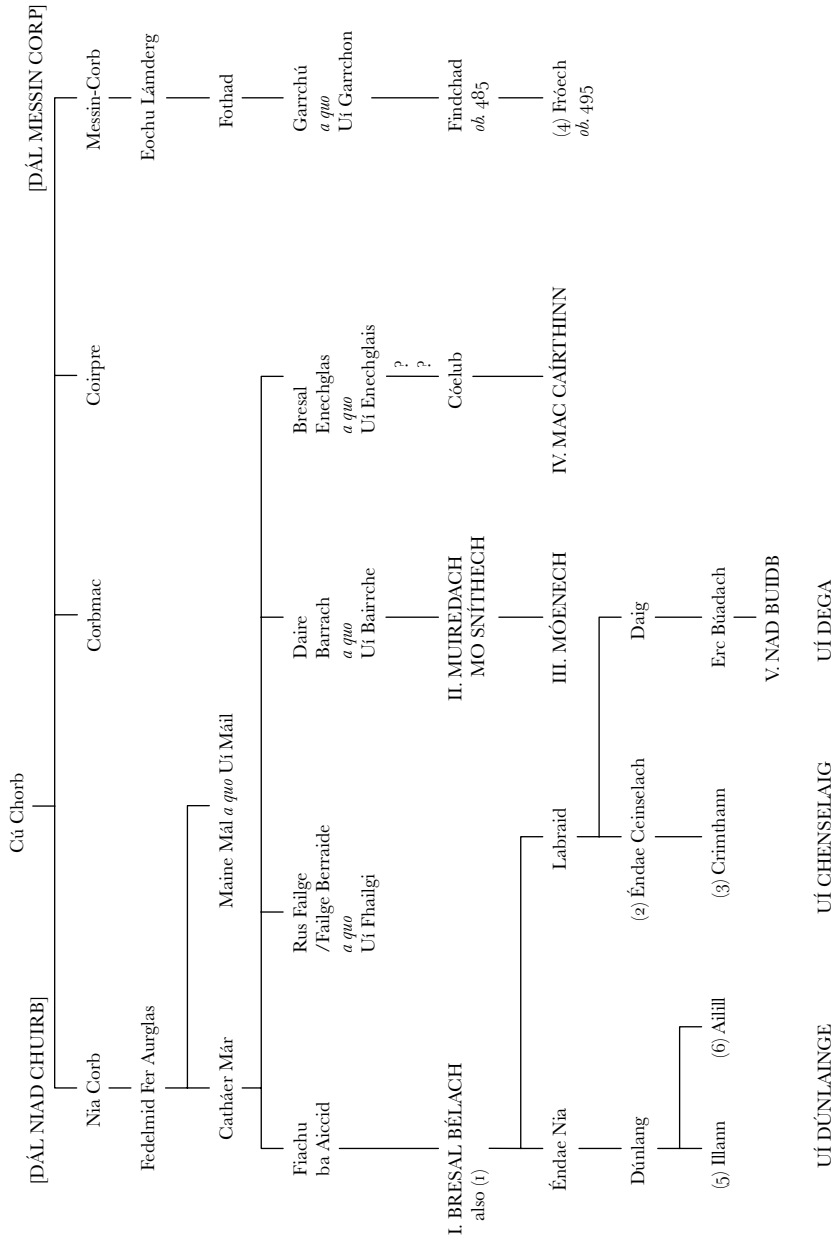 Cú Chorb
[DÁL NIAD CHUIRB]
[DÁL MESSIN CORP]
Nia Corb
Corbmac
Coirpre
Messin-Corb
Fedelmid Fer Aurglas
Eochu Lámderg
Catháer Már
Maine Mál a quo Uí Máil
Fothad
Fiachu
ba Aiccid
Rus Failge
/Failge Berraide
a quo
Uí Fhailgi
Daire
Barrach
a quo
Uí Bairrche
Bresal
Enechglas
a quo
Uí Enechglais
Garrchú
a quo
Uí Garrchon
?
?
I. BRESAL BÉLACH
also (1)
II. MUIREDACH
MO SNÍTHECH
Cóelub
Findchad
ob. 485
Éndae Nia
Labraid
III. MÓENECH
IV. MAC CAÍRTHINN
(4) Fróech
ob. 495
Dúnlang
(2) Éndae Ceinselach
Daig
(5) Illann
(6) Ailill
(3) Crimthann
Erc Búadach
V. NAD BUIDB
UÍ DÚNLAINGE
UÍ CHENSELAIG
UÍ DEGA